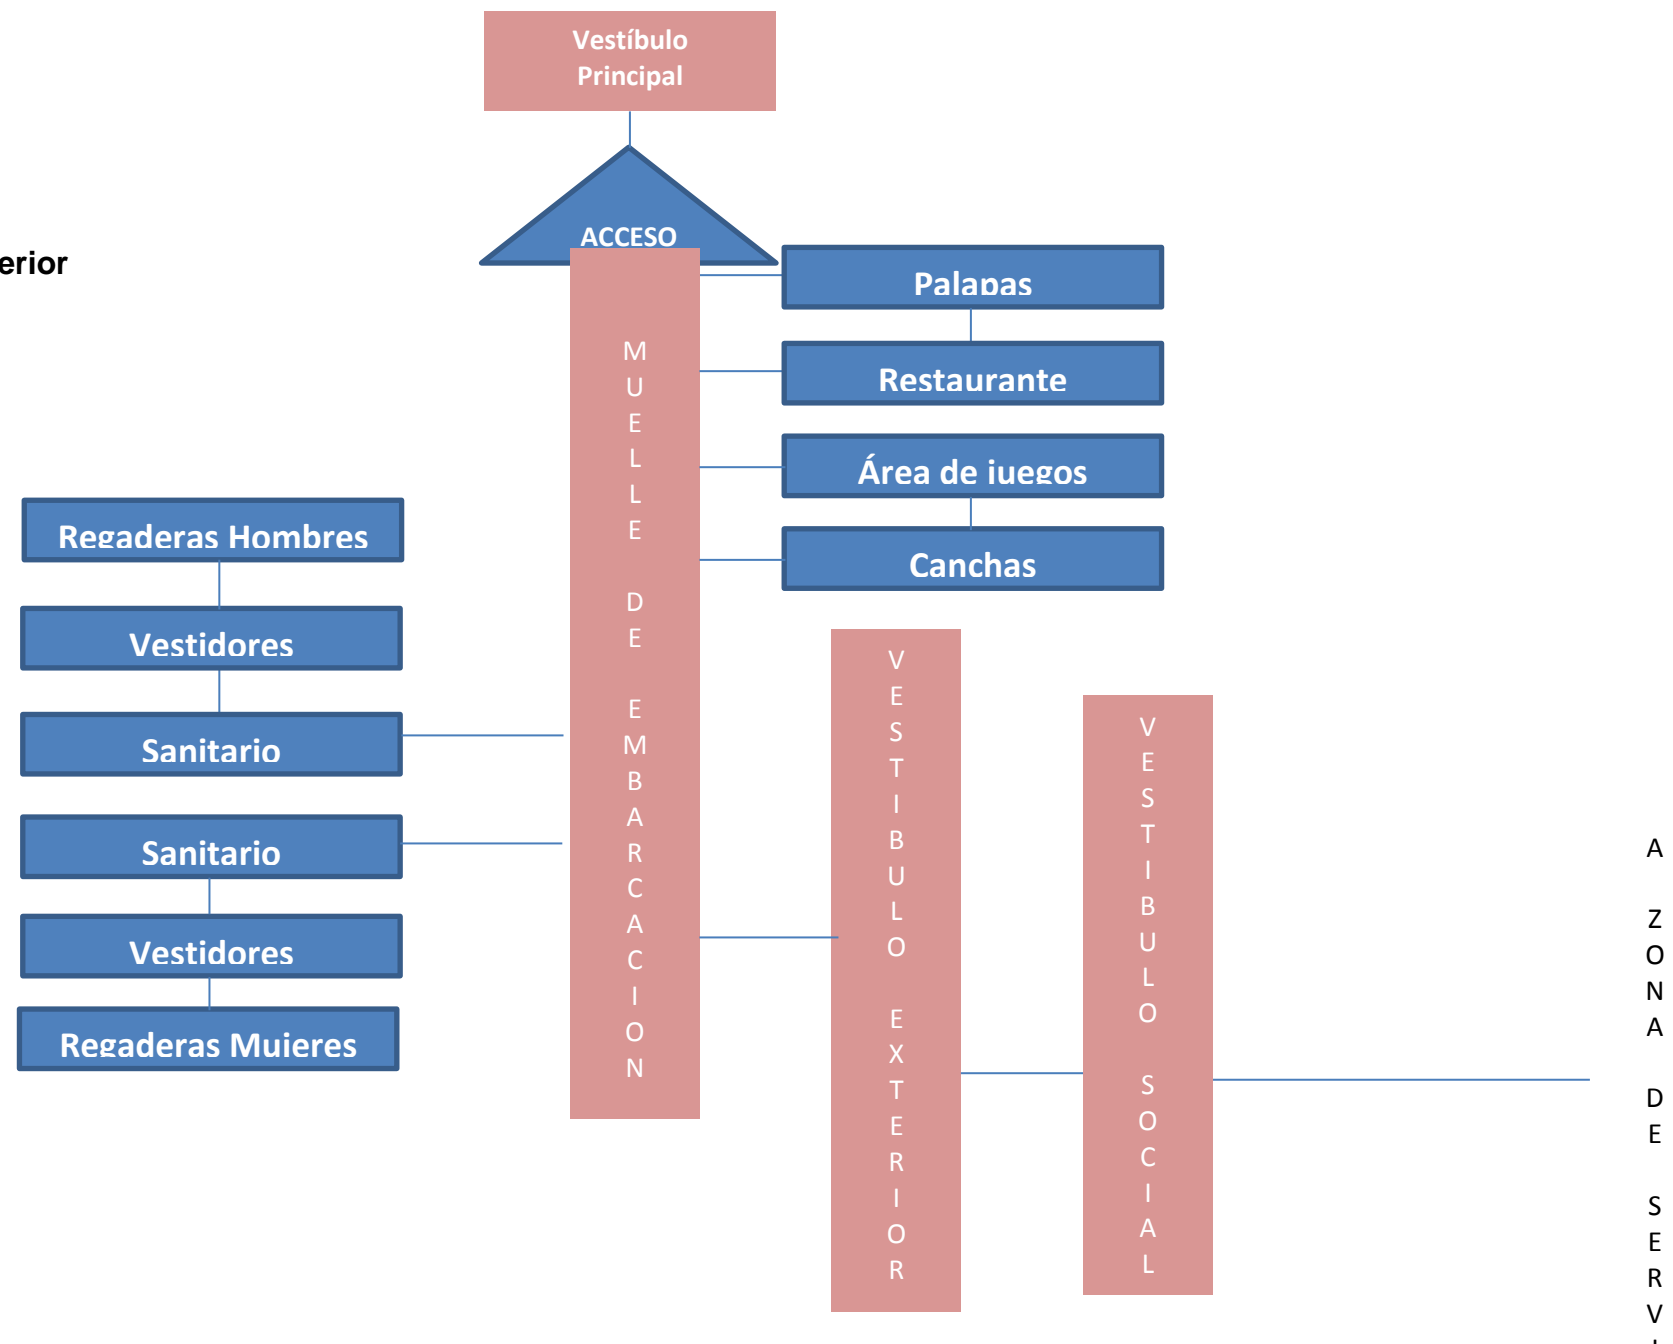 Vestíbulo
Principal
ACCESO
erior
Palapas
Restaurante
Área de juegos
Canchas
MUELLE DE EMBARCACION
Regaderas Hombres
Vestidores
Sanitario
Sanitario
Vestidores
Regaderas Mujeres
VESTIBULO EXTERIOR
VESTIBULO SOCIAL
A ZONA DE SERV